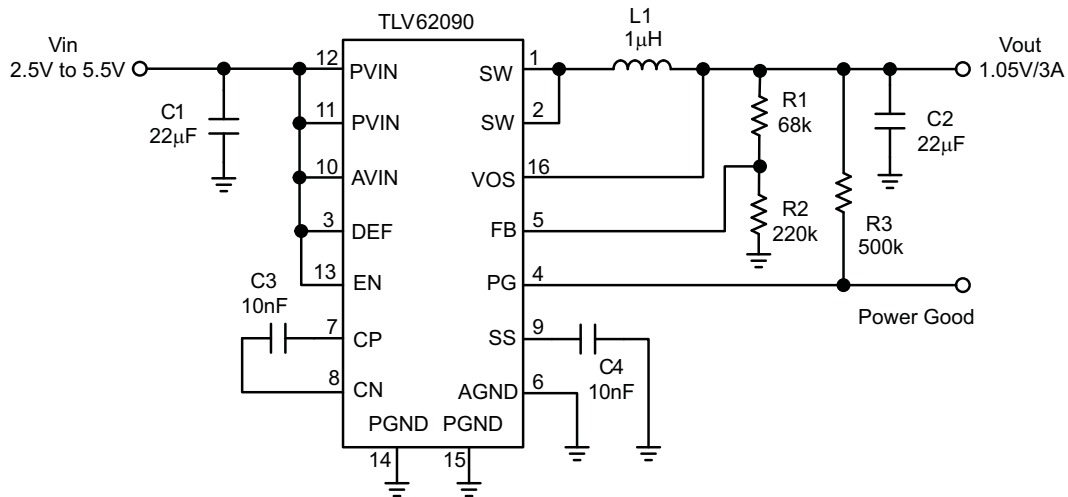 TLV62090
Vin
2.5V to 5.5V
C1
22μF
12
PVIN
11
PVIN
10
AVIN
3
DEF
13
EN
C3
10nF
7
CP
8
CN
PGND
PGND
14
15
1
SW
2
SW
16
VOS
5
FB
4
PG
9
SS
6
AGND
L1
1μH
R1
68k
R2
220k
R3
500k
C2
22μF
C4
10nF
Vout
1.05V/3A
Power Good